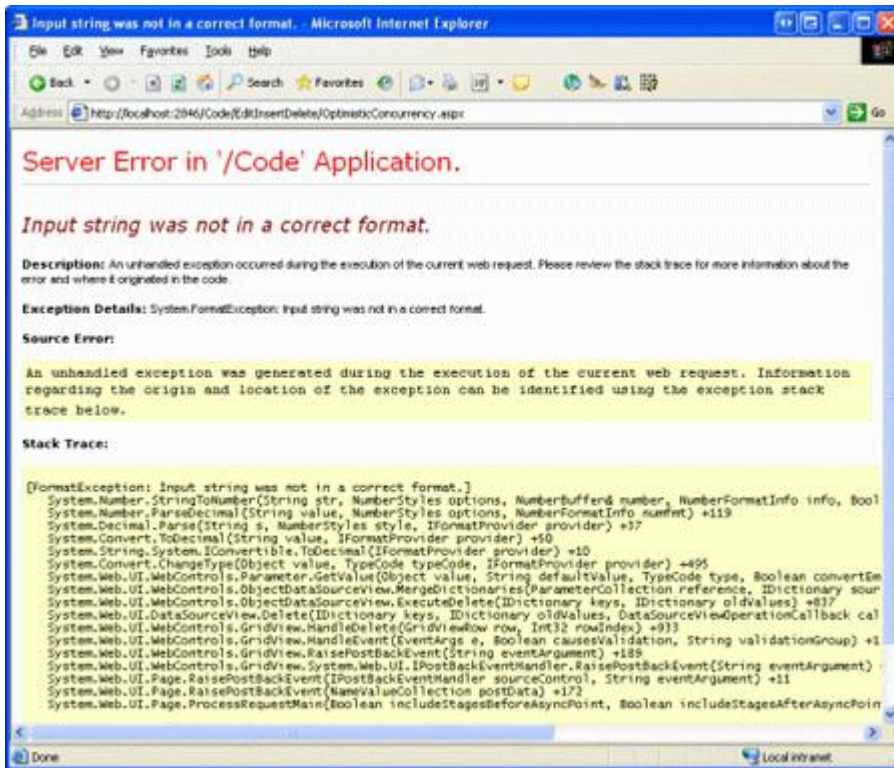 Input string was not in a correct format. - Microsoft Internet Explorer
File Edit View Favorites Tools Help
Back Search Favorites
Address http://localhost:2846/Code/EditInsertDelete/OptimisticConcurrency.aspx Go
Server Error in '/Code' Application.
Input string was not in a correct format.
Description: An unhandled exception occurred during the execution of the current web request. Please review the stack trace for more information about the
error and where it originated in the code.
Exception Details: System.FormatException: Input string was not in a correct format.
Source Error:
An unhandled exception was generated during the execution of the current web request. Information
regarding the origin and location of the exception can be identified using the exception stack
trace below.
Stack Trace:
[FormatException: Input string was not in a correct format.]
System.Number.StringToNumber(String str, NumberStyles options, NumberBuffer& number, NumberFormatInfo info, Bool
System.Number.ParseDecimal(String value, NumberStyles options, NumberFormatInfo numfmt) +119
System.Decimal.Parse(String s, NumberStyles style, IFormatProvider provider) +37
System.Convert.ToDecimal(String value, IFormatProvider provider) +50
System.String.System.IConvertible.ToDecimal(IFormatProvider provider) +10
System.Convert.ChangeType(Object value, TypeCode typeCode, IFormatProvider provider) +495
System.Web.UI.WebControls.Parameter.GetValue(Object value, String defaultValue, TypeCode type, Boolean convertEm
System.Web.UI.WebControls.ObjectDataSourceView.MergeDictionaries(ParameterCollection reference, IDictionary sour
System.Web.UI.WebControls.ObjectDataSourceView.ExecuteDelete(IDictionary keys, IDictionary oldValues) +837
System.Web.UI.DataSourceView.Delete(IDictionary keys, IDictionary oldValues, DataSourceViewOperationCallback cal
System.Web.UI.WebControls.GridView.HandleDelete(GridViewRow row, Int32 rowIndex) +933
System.Web.UI.WebControls.GridView.HandleEvent(EventArgs e, Boolean causesValidation, String validationGroup) +1
System.Web.UI.WebControls.GridView.RaisePostBackEvent(String eventArgument) +189
System.Web.UI.WebControls.GridView.System.Web.UI.IPostBackEventHandler.RaisePostBackEvent(String eventArgument)
System.Web.UI.Page.RaisePostBackEvent(IPostBackEventHandler sourceControl, String eventArgument) +11
System.Web.UI.Page.RaisePostBackEvent(NameValueCollection postData) +172
System.Web.UI.Page.ProcessRequestMain(Boolean includeStagesBeforeAsyncPoint, Boolean includeStagesAfterAsyncPoin
Done Local intranet